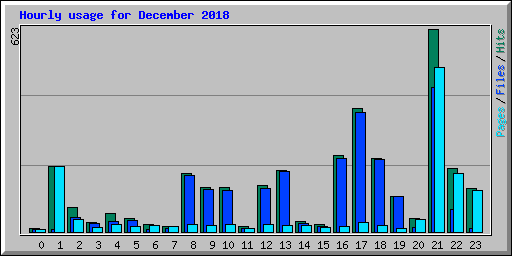 Hourly usage for December 2018
623
Pages/Files/Hits
0 1 2 3 4 5 6 7 8 9 10 11 12 13 14 15 16 17 18 19 20 21 22 23